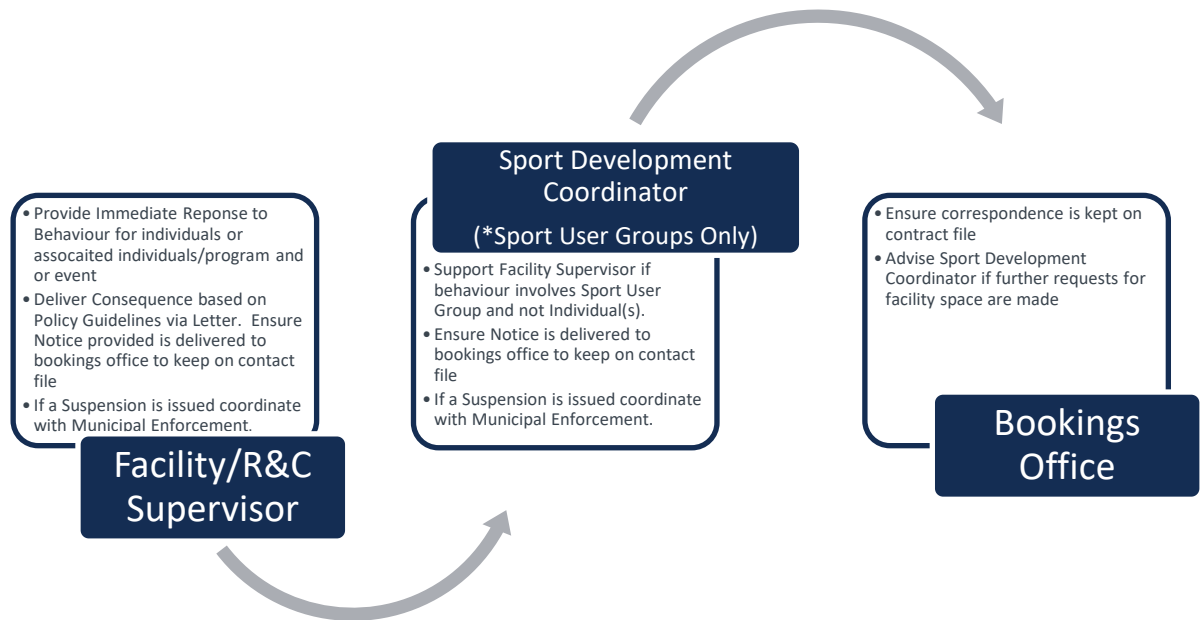 • Provide Immediate Reponse to
Behaviour for individuals or
assocaited individuals/program and
or event
• Deliver Consequence based on
Policy Guidelines via Letter.  Ensure
Notice provided is delivered to
bookings office to keep on contact
file
• If a Suspension is issued coordinate
with Municipal Enforcement.
Facility/R&C
Supervisor
Sport Development
Coordinator
(*Sport User Groups Only)
• Support Facility Supervisor if
behaviour involves Sport User
Group and not Individual(s).
• Ensure Notice is delivered to
bookings office to keep on contact
file
• If a Suspension is issued coordinate
with Municipal Enforcement.
• Ensure correspondence is kept on
contract file
• Advise Sport Development
Coordinator if further requests for
facility space are made
Bookings
Office